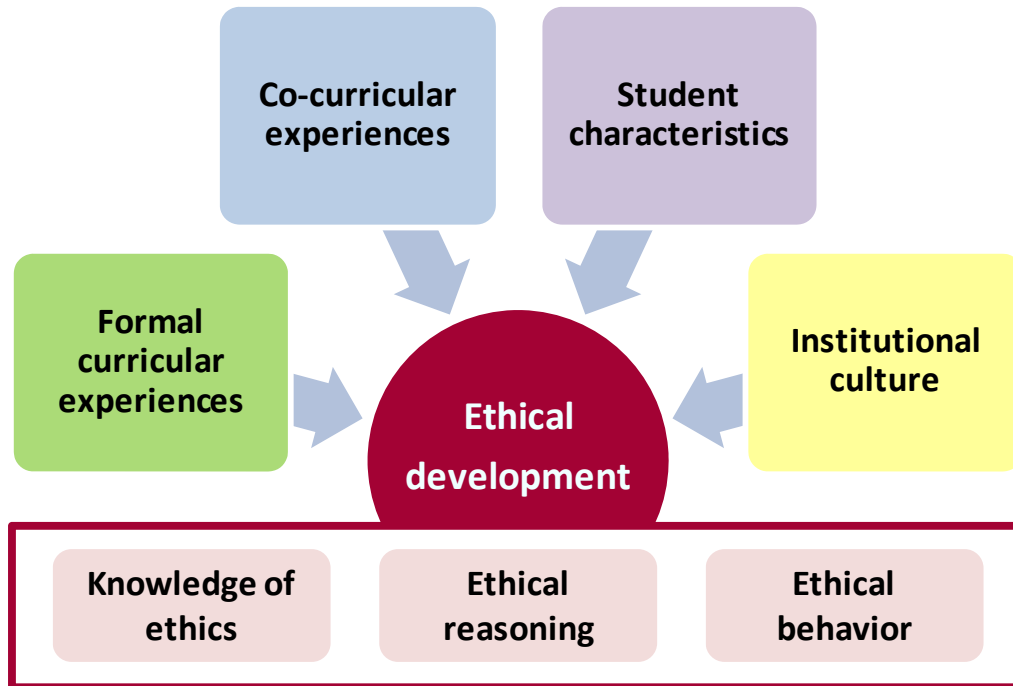 Co-curricular
experiences
Student
characteristics
Formal
curricular
experiences
Institutional
culture
Ethical
development
Knowledge of
ethics
Ethical
reasoning
Ethical
behavior